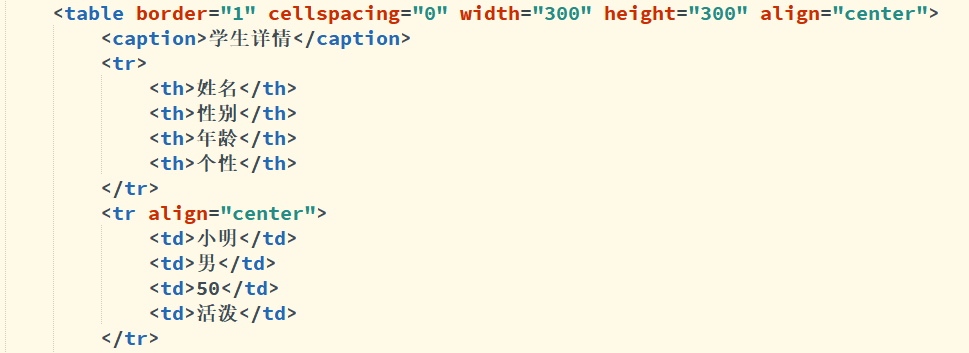 <table border="1" cellspacing="0" width="300" height="300" align="center">
<caption>学生详情</caption>
<tr>
<th>姓名</th>
<th>性别</th>
<th>年龄</th>
<th>个性</th>
</tr>
<tr align="center">
<td>小明</td>
<td>男</td>
<td>50</td>
<td>活泼</td>
</tr>